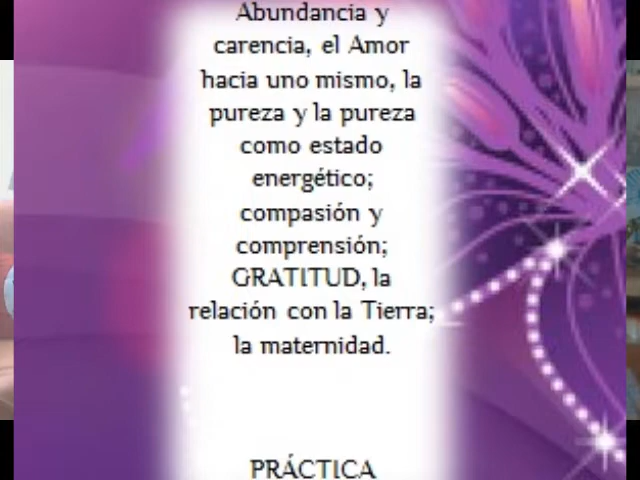 Abundancia y
carencia, el Amor
hacia uno mismo, la
pureza y la pureza
como estado
energético;
compasión y
comprensión;
GRATITUD, la
relación con la Tierra;
la maternidad.
PRÁCTICA